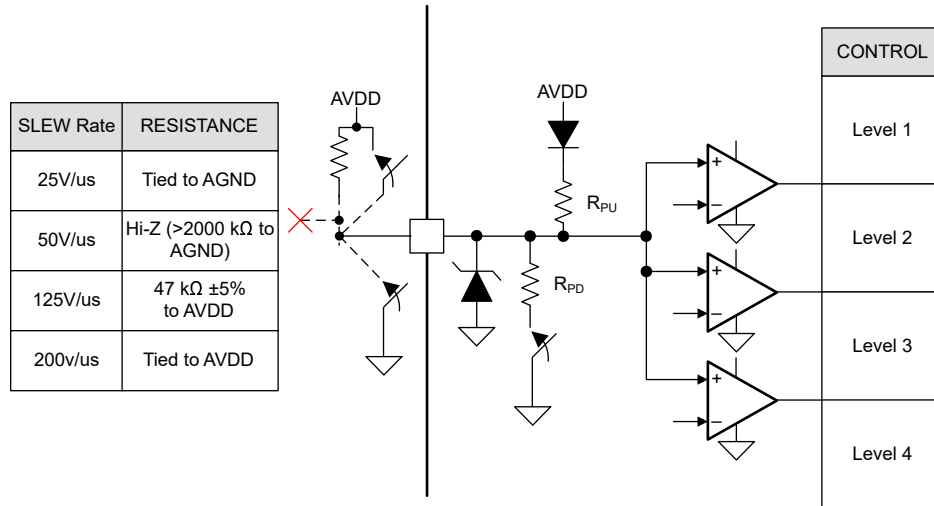 SLEW Rate RESISTANCE
25V/us Tied to AGND
50V/us Hi-Z (>2000 kΩ to
AGND)
125V/us 47 kΩ ±5%
to AVDD
200v/us Tied to AVDD
AVDD
AVDD
RPU
RPD
+
−
+
−
+
−
CONTROL
Level 1
Level 2
Level 3
Level 4